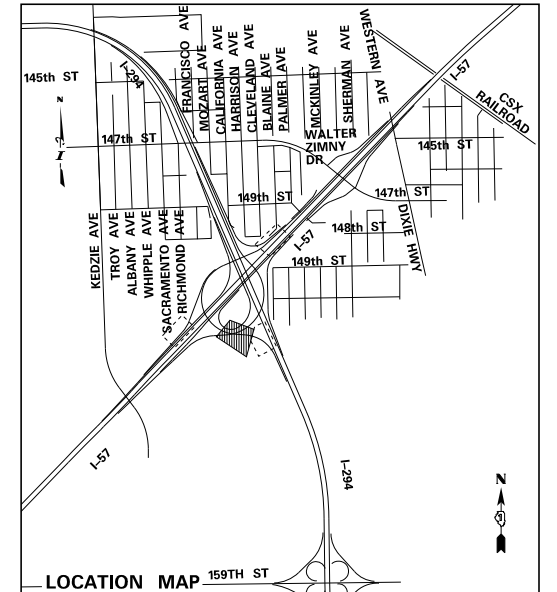 WESTERN AVE
I-57
FRANCISCO AVE
MOZART AVE
CALIFORNIA AVE
HARRISON AVE
CLEVELAND AVE
BLAINE AVE
PALMER AVE
MCKINLEY AVE
SHERMAN AVE
I-294
145th ST
CSX
RAILROAD
N
WALTER
ZIMNY
DR
147th ST
145th ST
147th ST
149th ST
DIXIE HWY
148th ST
I-57
149th ST
KEDZIE AVE
TROY AVE
ALBANY AVE
WHIPPLE AVE
SACRAMENTO AVE
RICHMOND AVE
I-57
I-294
N
LOCATION MAP
159TH ST